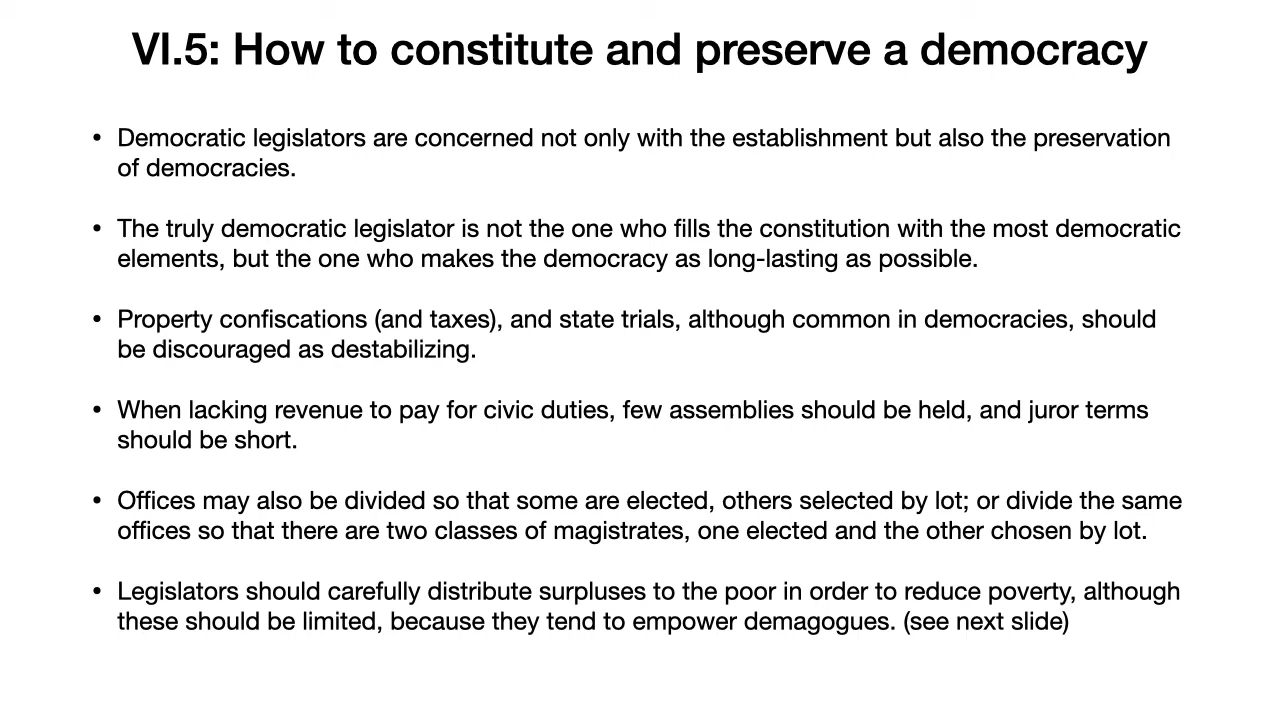 VI.5: How to constitute and preserve a democracy
• Democratic legislators are concerned not only with the establishment but also the preservation
of democracies.
• The truly democratic legislator is not the one who fills the constitution with the most democratic
elements, but the one who makes the democracy as long-lasting as possible.
• Property confiscations (and taxes), and state trials, although common in democracies, should
be discouraged as destabilizing.
• When lacking revenue to pay for civic duties, few assemblies should be held, and juror terms
should be short.
• Offices may also be divided so that some are elected, others selected by lot; or divide the same
offices so that there are two classes of magistrates, one elected and the other chosen by lot.
• Legislators should carefully distribute surpluses to the poor in order to reduce poverty, although
these should be limited, because they tend to empower demagogues. (see next slide)